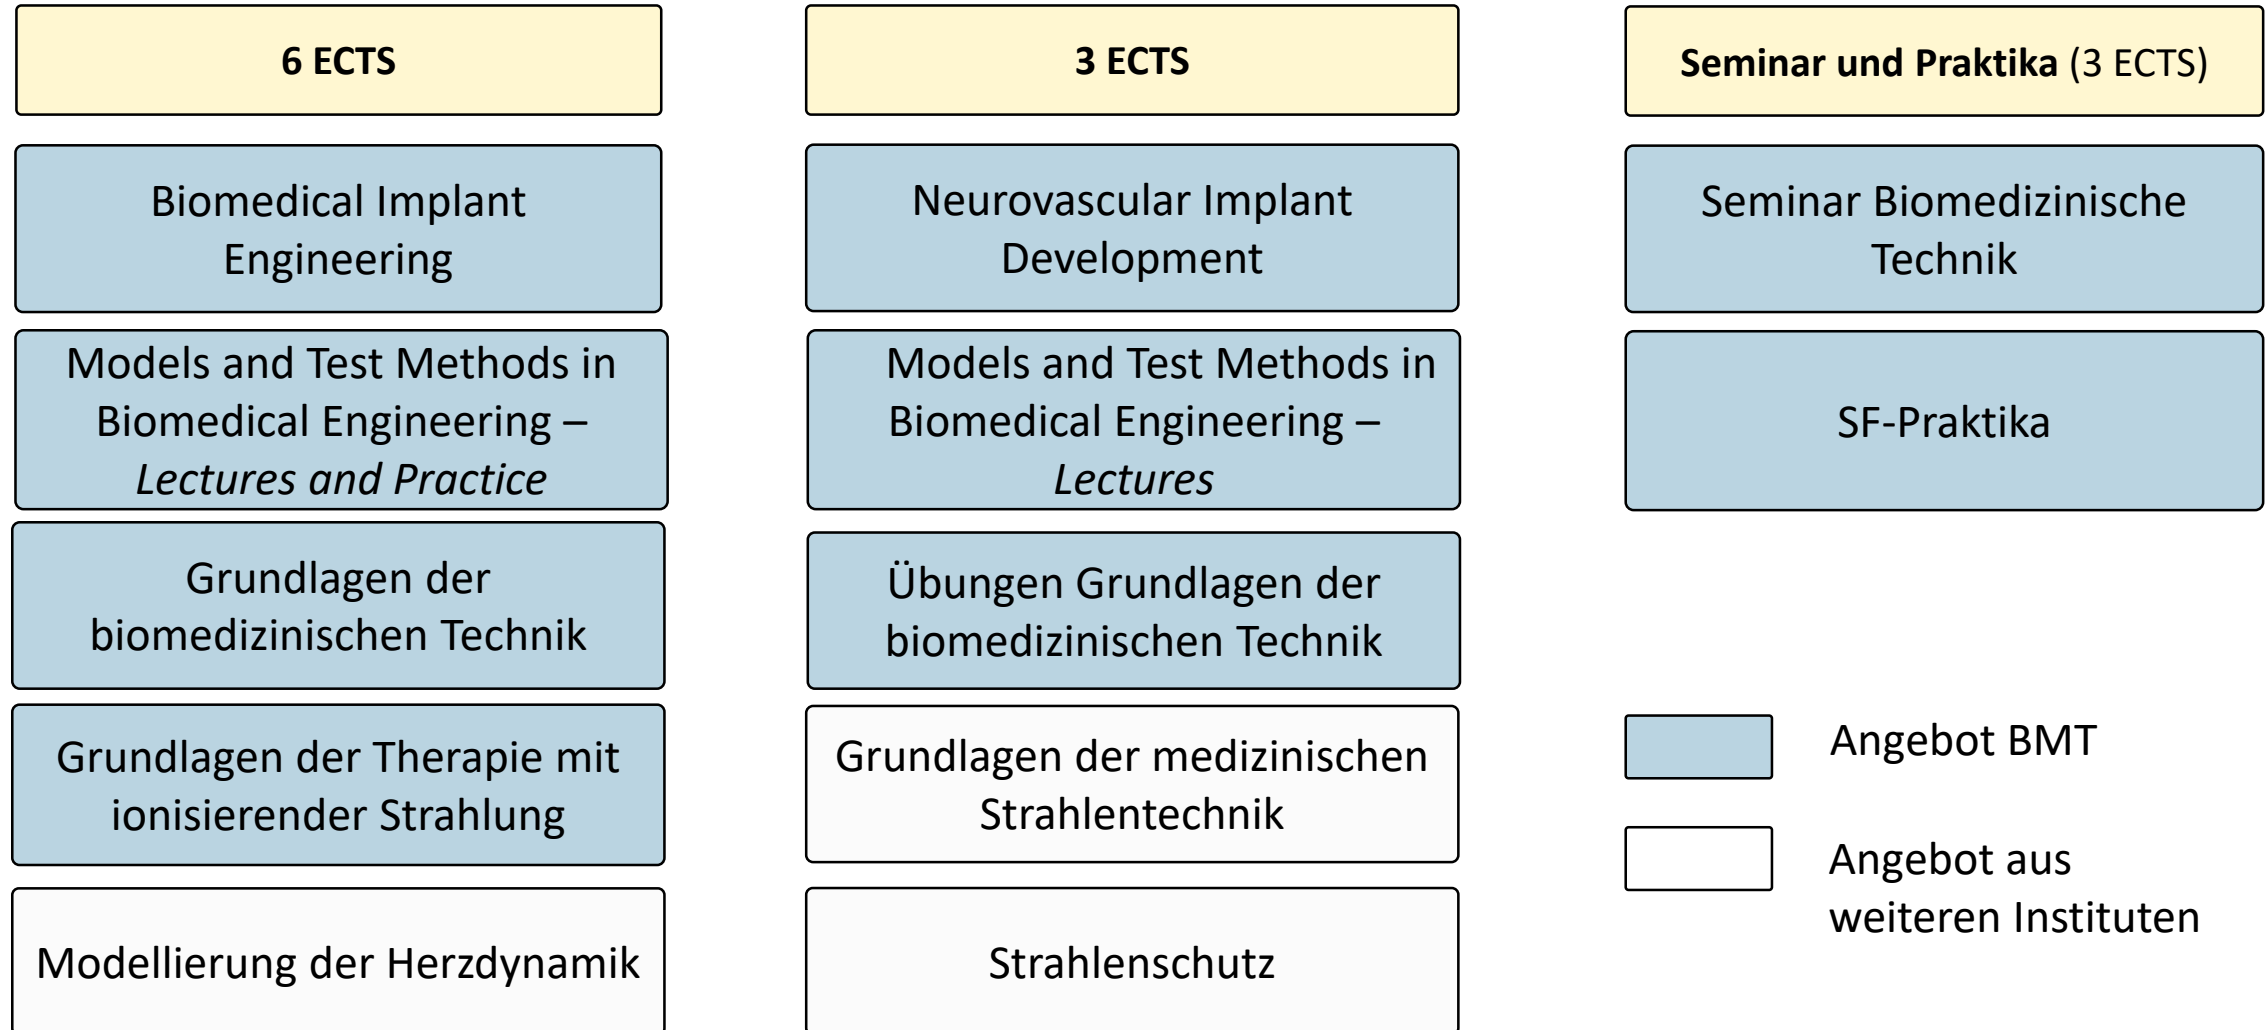 6 ECTS
Biomedical Implant
Engineering
Models and Test Methods in
Biomedical Engineering –
Lectures and Practice
Grundlagen der
biomedizinischen Technik
Grundlagen der Therapie mit
ionisierender Strahlung
Modellierung der Herzdynamik
3 ECTS
Neurovascular Implant
Development
Models and Test Methods in
Biomedical Engineering –
Lectures
Übungen Grundlagen der
biomedizinischen Technik
Grundlagen der medizinischen
Strahlentechnik
Strahlenschutz
Seminar und Praktika (3 ECTS)
Seminar Biomedizinische
Technik
SF-Praktika
Angebot BMT
Angebot aus
weiteren Instituten